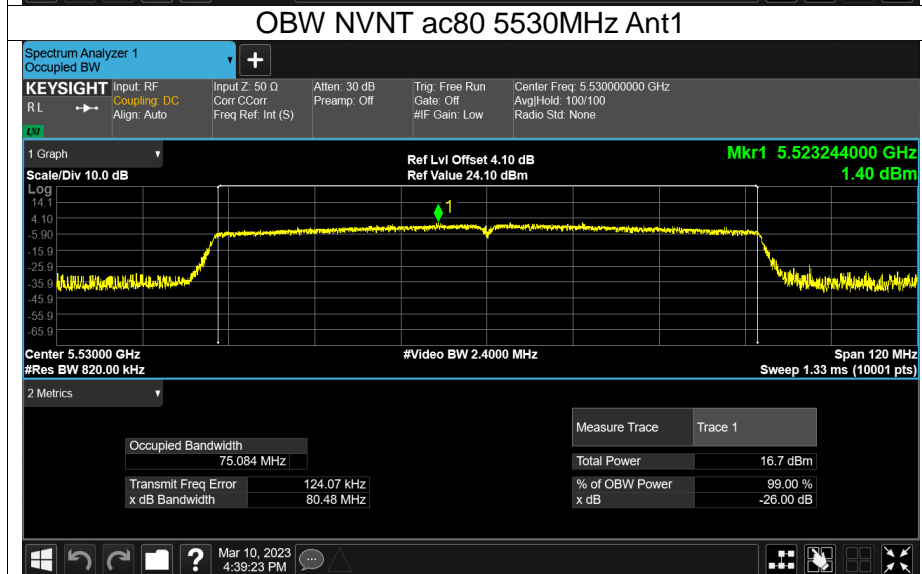 OBW NVNT ac80 5530MHz Ant1
Spectrum Analyzer 1
Occupied BW
+
KEYSIGHT Input: RF Input Z: 50 Ω Atten: 30 dB Trig: Free Run Center Freq: 5.530000000 GHz
R L Coupling: DC Corr CCorr Preamp: Off Gate: Off Avg|Hold: 100/100
Align: Auto Freq Ref: Int (S) #IF Gain: Low Radio Std: None
LXI
1 Graph Ref Lvl Offset 4.10 dB Mkr1 5.523244000 GHz
Scale/Div 10.0 dB Ref Value 24.10 dBm 1.40 dBm
Log
14.1
1
4.10
-5.90
-15.9
-25.9
-35.9
-45.9
-55.9
-65.9
Center 5.53000 GHz #Video BW 2.4000 MHz Span 120 MHz
#Res BW 820.00 kHz Sweep 1.33 ms (10001 pts)
2 Metrics
Measure Trace Trace 1
Occupied Bandwidth
75.084 MHz Total Power 16.7 dBm
Transmit Freq Error 124.07 kHz % of OBW Power 99.00 %
x dB Bandwidth 80.48 MHz x dB -26.00 dB
? Mar 10, 2023
4:39:23 PM